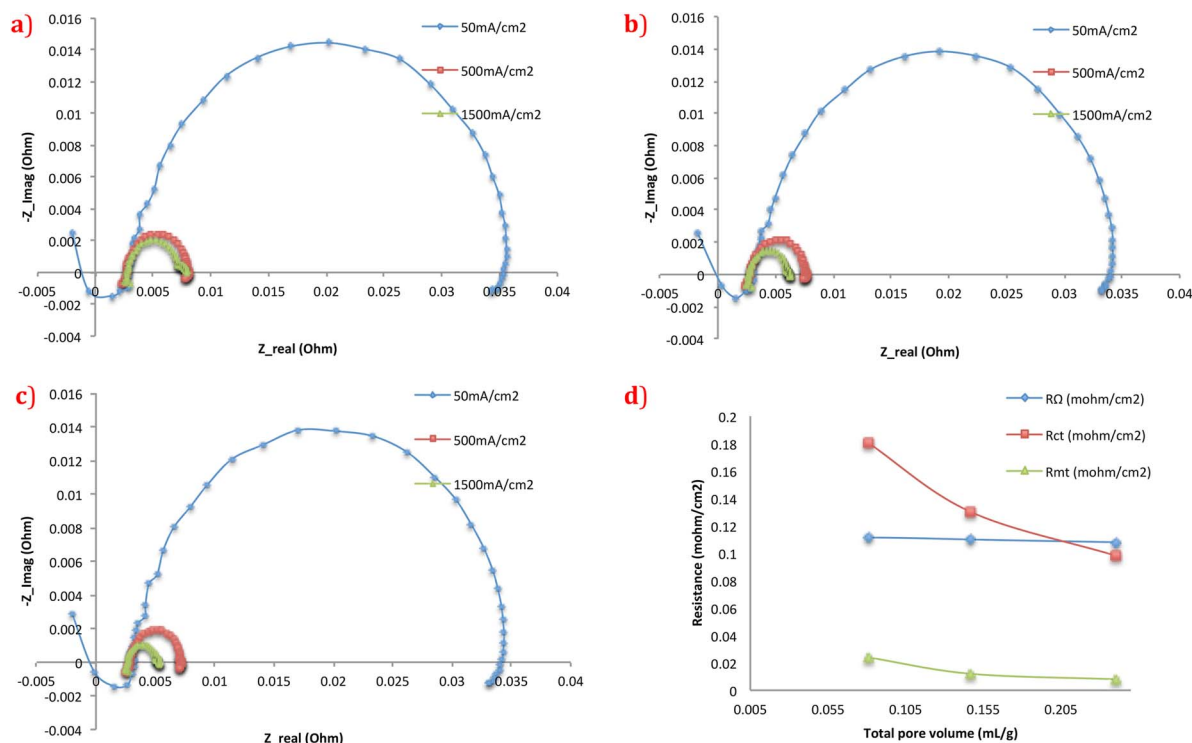 a)
50mA/cm2
500mA/cm2
1500mA/cm2
-Z_Imag (Ohm)
0.016
0.014
0.012
0.01
0.008
0.006
0.004
0.002
0
-0.002
-0.004
-0.005 0 0.005 0.01 0.015 0.02 0.025 0.03 0.035 0.04
Z_real (Ohm)
b)
50mA/cm2
500mA/cm2
1500mA/cm2
-Z_Imag (Ohm)
0.016
0.014
0.012
0.01
0.008
0.006
0.004
0.002
0
-0.002
-0.004
-0.005 0 0.005 0.01 0.015 0.02 0.025 0.03 0.035 0.04
Z_real (Ohm)
c)
50mA/cm2
500mA/cm2
1500mA/cm2
-Z_Imag (Ohm)
0.016
0.014
0.012
0.01
0.008
0.006
0.004
0.002
0
-0.002
-0.004
-0.005 0 0.005 0.01 0.015 0.02 0.025 0.03 0.035 0.04
Z_real (Ohm)
d)
RΩ (mohm/cm2)
Rct (mohm/cm2)
Rmt (mohm/cm2)
Resistance (mohm/cm2)
0.2
0.18
0.16
0.14
0.12
0.1
0.08
0.06
0.04
0.02
0
0.005 0.055 0.105 0.155 0.205
Total pore volume (mL/g)